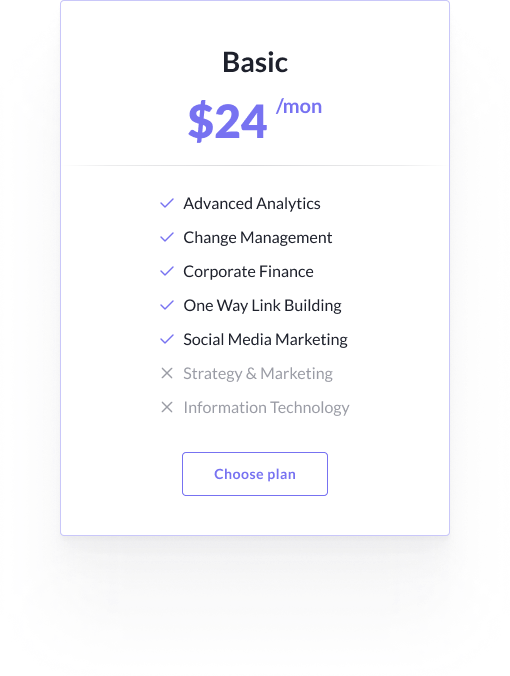 Basic
$24 /mon
Advanced Analytics
Change Management
Corporate Finance
One Way Link Building
Social Media Marketing
Strategy & Marketing
Information Technology
Choose plan